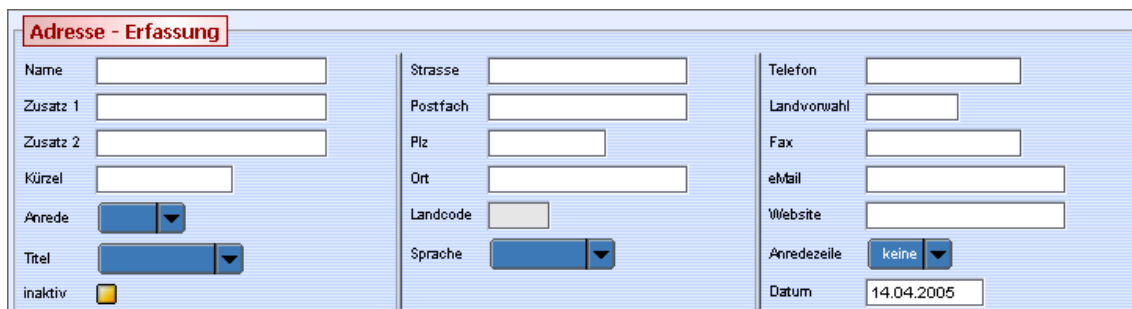 Adresse - Erfassung
Name
Zusatz 1
Zusatz 2
Kürzel
Anrede
Titel
inaktiv
Strasse
Postfach
Plz
Ort
Landcode
Sprache
Telefon
Landvorwahl
Fax
eMail
Website
Anredezeile keine
Datum 14.04.2005